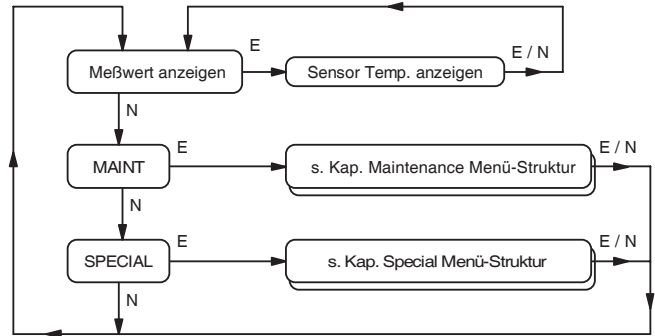 E
E / N
Meßwert anzeigen
Sensor Temp. anzeigen
N
E
E / N
MAINT
s. Kap. Maintenance Menü-Struktur
N
E
E / N
SPECIAL
s. Kap. Special Menü-Struktur
N